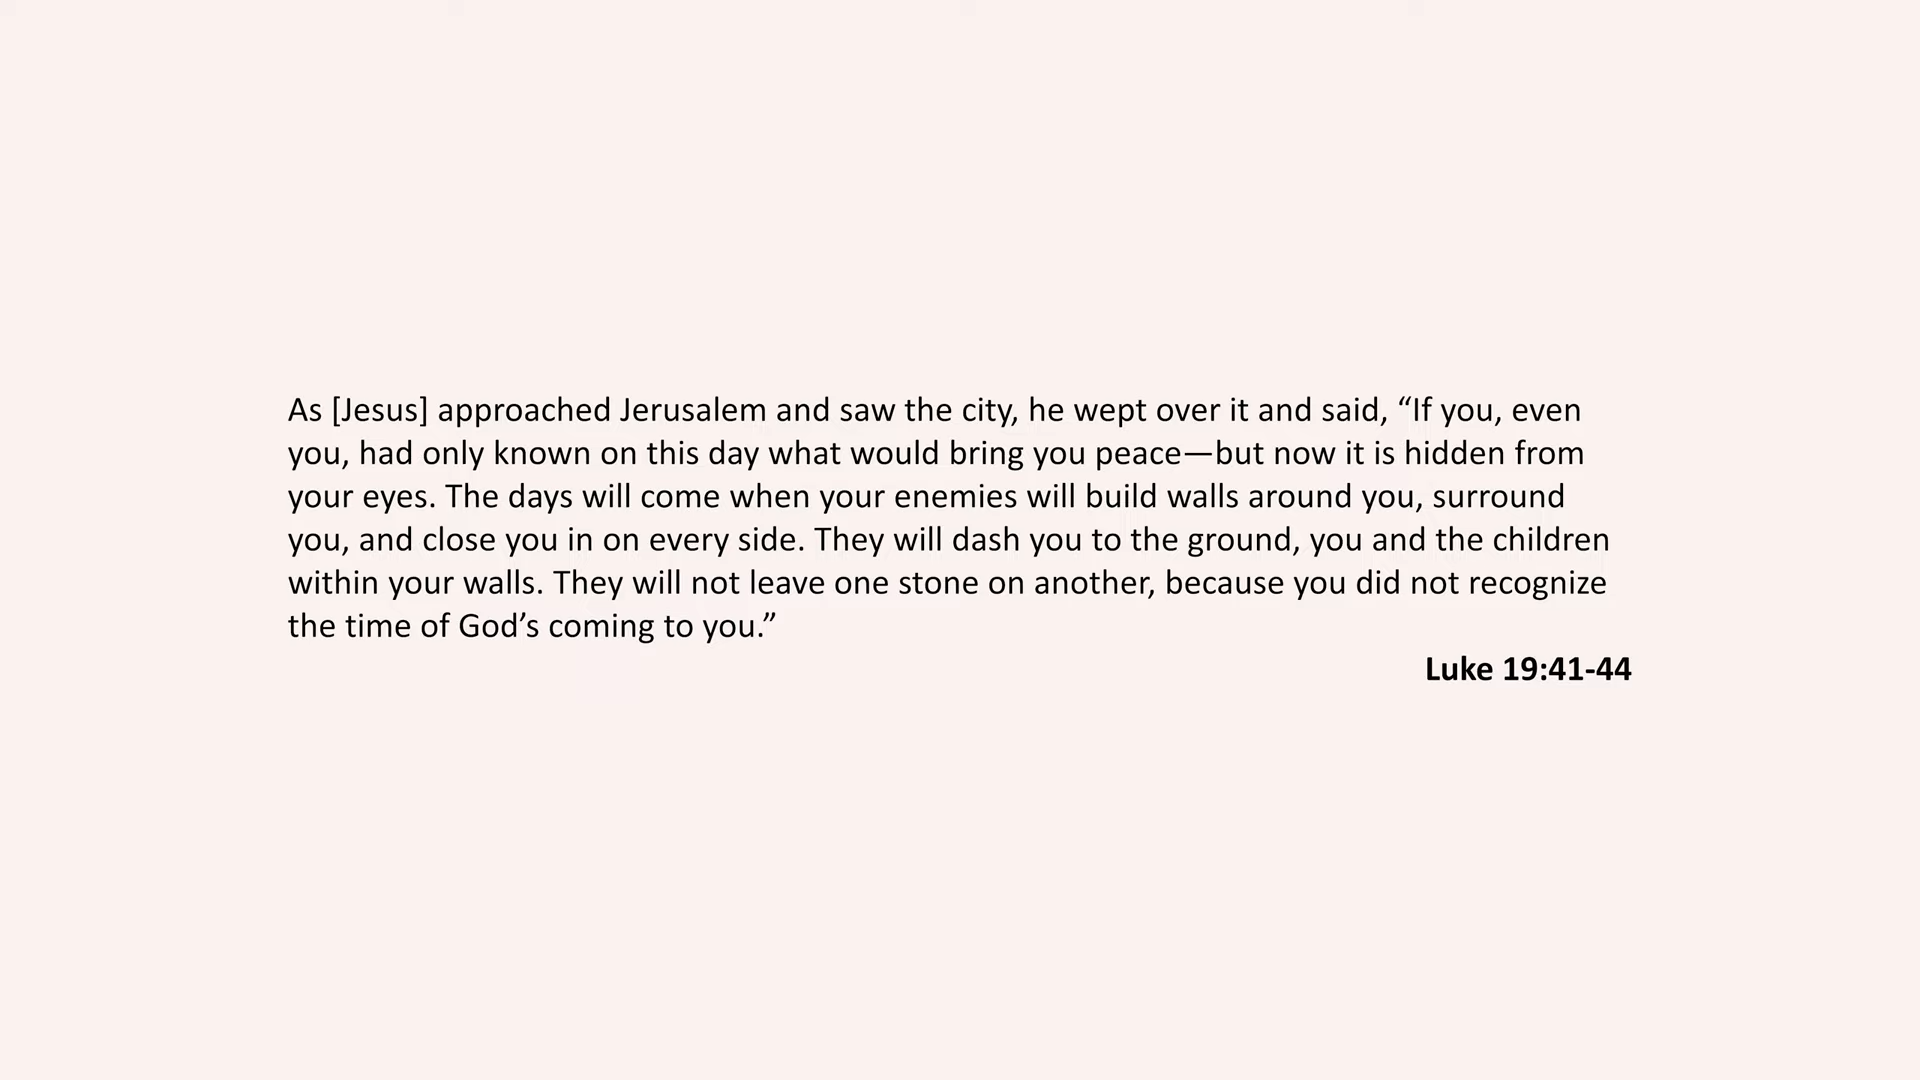 As [Jesus] approached Jerusalem and saw the city, he wept over it and said, “If you, even
you, had only known on this day what would bring you peace—but now it is hidden from
your eyes. The days will come when your enemies will build walls around you, surround
you, and close you in on every side. They will dash you to the ground, you and the children
within your walls. They will not leave one stone on another, because you did not recognize
the time of God’s coming to you.”
Luke 19:41-44